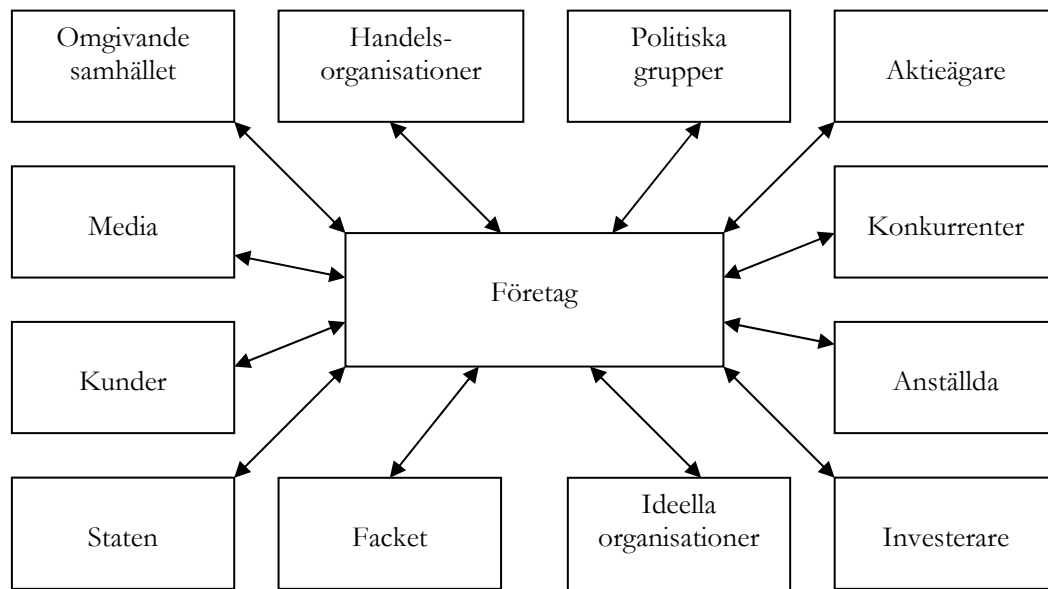 Omgivande
samhället
Handels-
organisationer
Politiska
grupper
Aktieägare
Media
Konkurrenter
Företag
Kunder
Anställda
Staten
Facket
Ideella
organisationer
Investerare